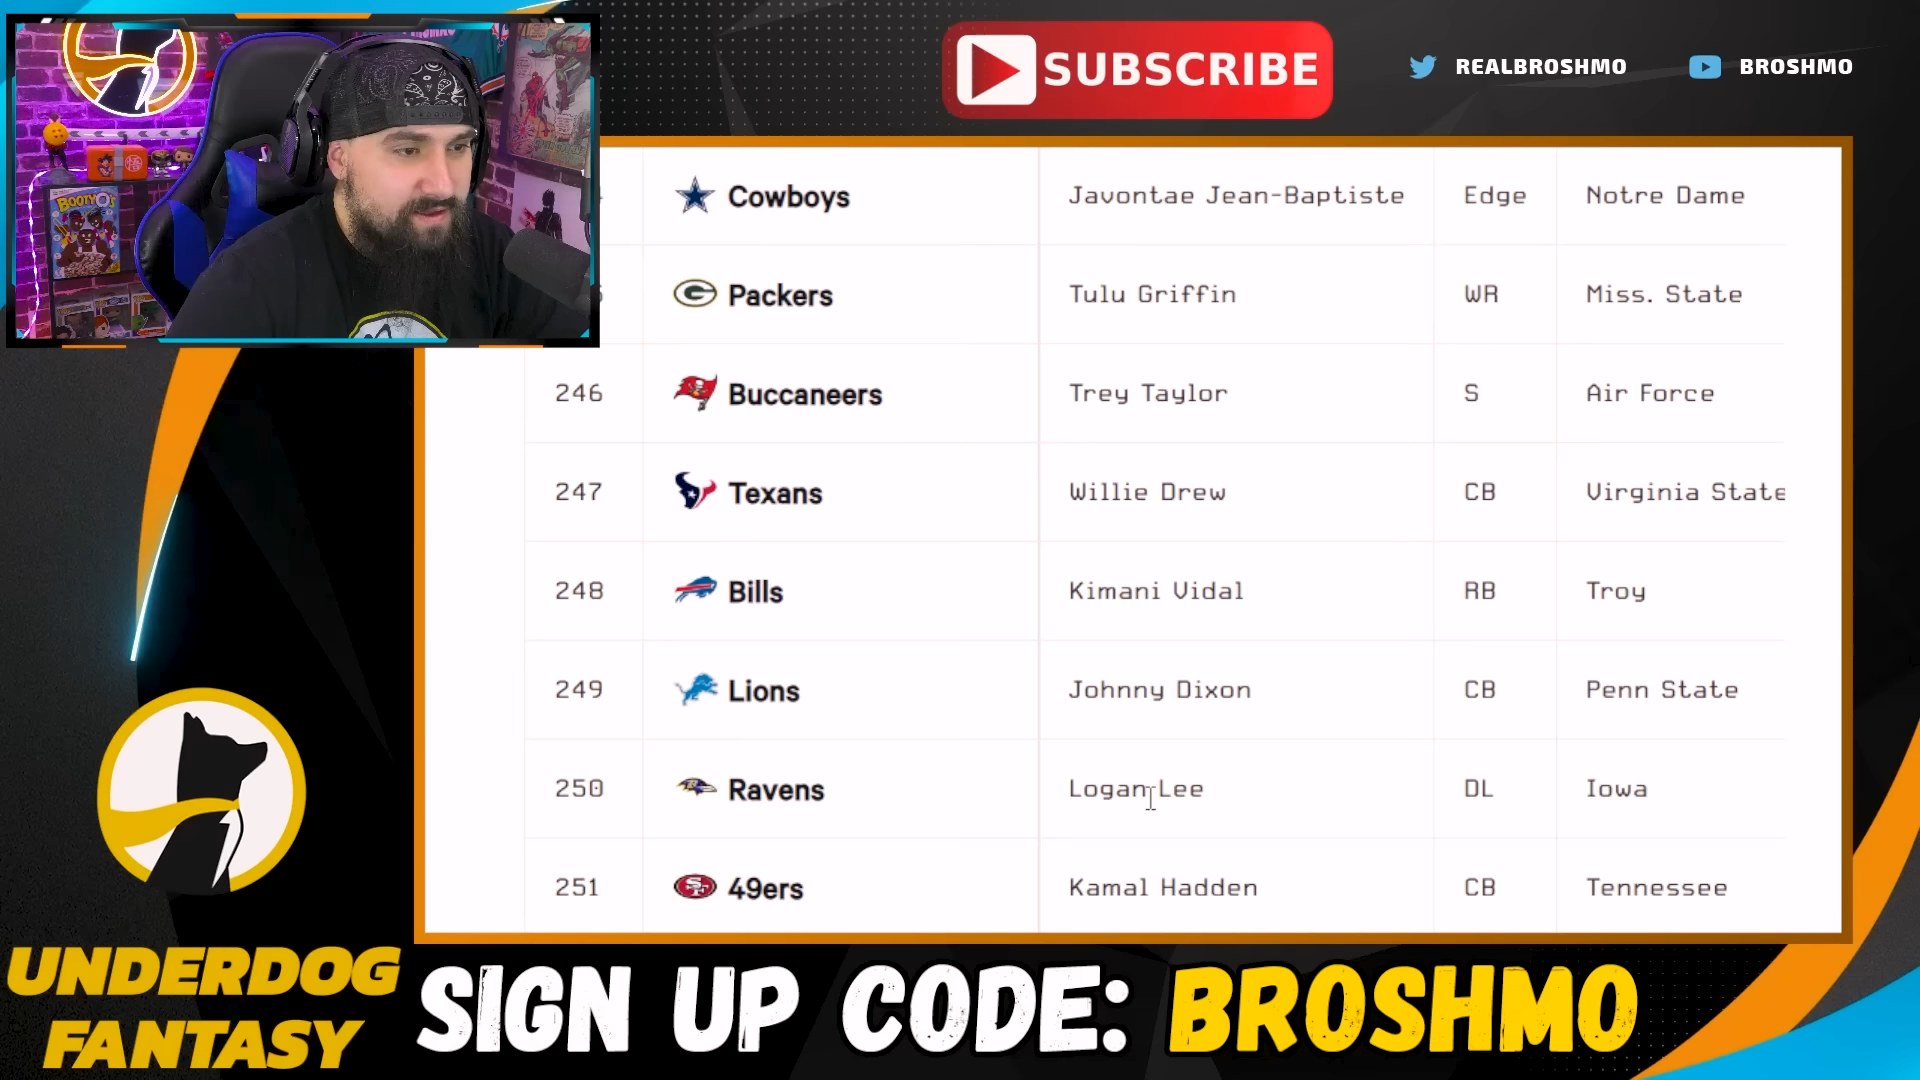 SUBSCRIBE
REALBROSHMO
BROSHMO
BOOTY O's
Cowboys Javontae Jean-Baptiste Edge Notre Dame
Packers Tulu Griffin WR Miss. State
246 Buccaneers Trey Taylor S Air Force
247 Texans Willie Drew CB Virginia State
248 Bills Kimani Vidal RB Troy
249 Lions Johnny Dixon CB Penn State
250 Ravens Logan Lee DL Iowa
251 49ers Kamal Hadden CB Tennessee
UNDERDOG
FANTASY
SIGN UP CODE: BROSHMO